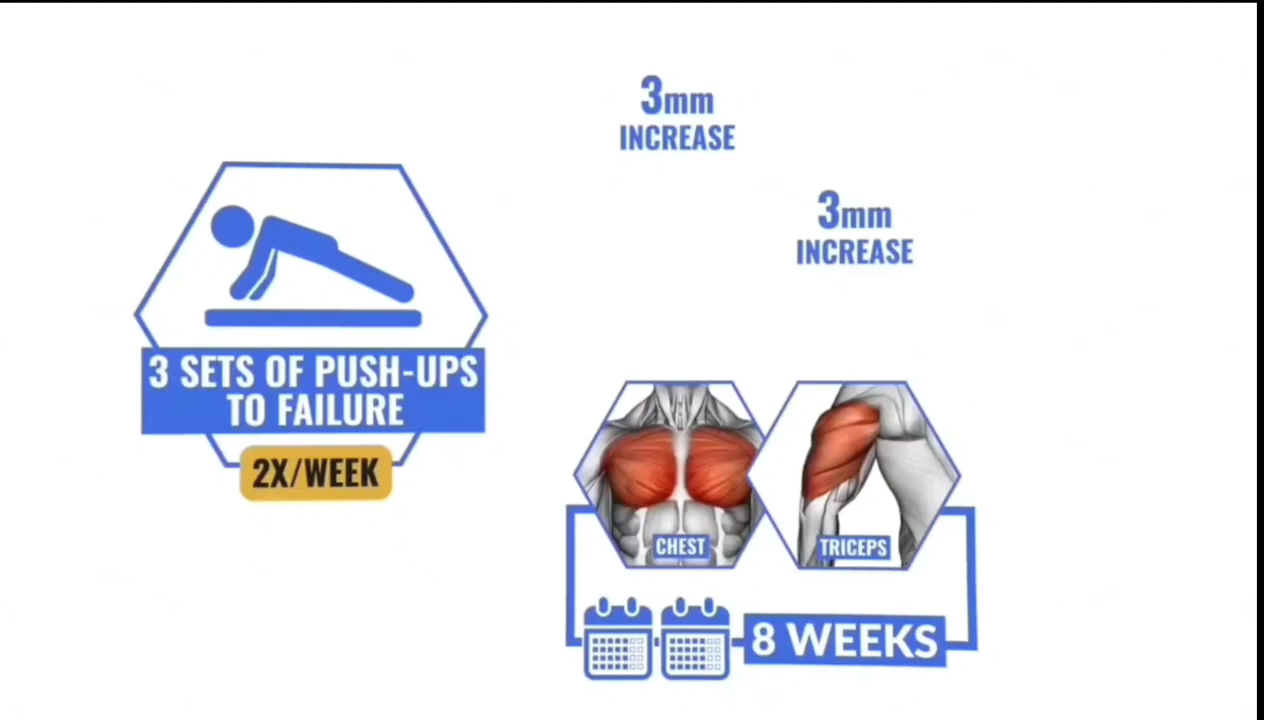 3mm
INCREASE
3mm
INCREASE
3 SETS OF PUSH-UPS
TO FAILURE
2X/WEEK
CHEST
TRICEPS
8 WEEKS